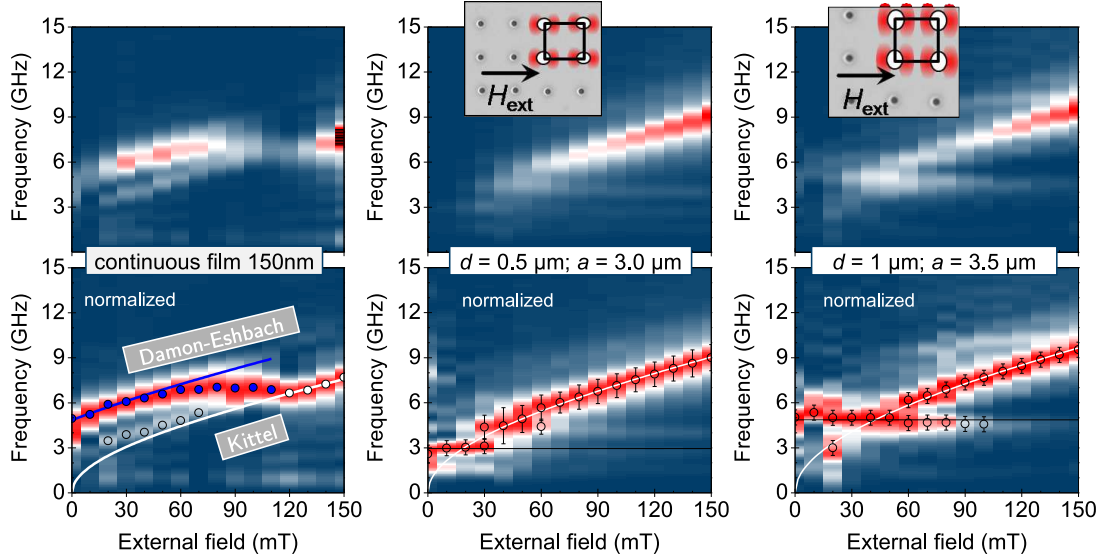 15
12
9
6
3
Frequency (GHz)
15
12
9
6
3
Frequency (GHz)
H_ext
15
12
9
6
3
Frequency (GHz)
H_ext
continuous film 150nm
d = 0.5 µm; a = 3.0 µm
d = 1 µm; a = 3.5 µm
15
12
9
6
3
0
Frequency (GHz)
normalized
Damon-Eshbach
Kittel
0 30 60 90 120 150
External field (mT)
15
12
9
6
3
0
Frequency (GHz)
normalized
0 30 60 90 120 150
External field (mT)
15
12
9
6
3
0
Frequency (GHz)
normalized
0 30 60 90 120 150
External field (mT)